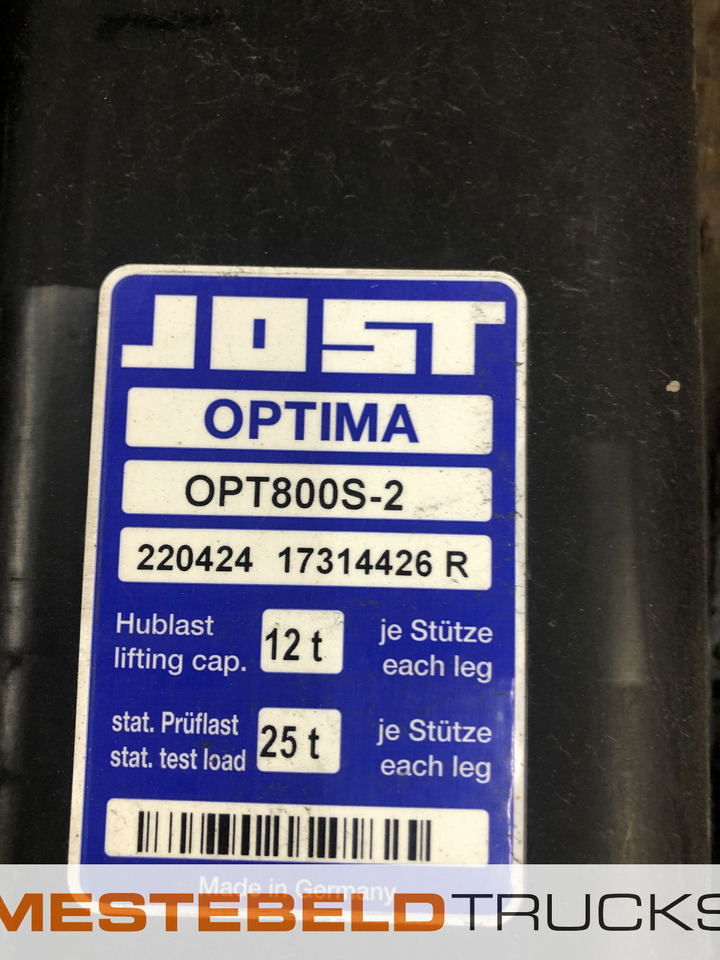 JOST
OPTIMA
OPT800S-2
220424 17314426 R
Hublast 12 t je Stütze
lifting cap. each leg
stat. Prüflast 25 t je Stütze
stat. test load each leg
Made in Germany
MESTEBELDTRUCKS